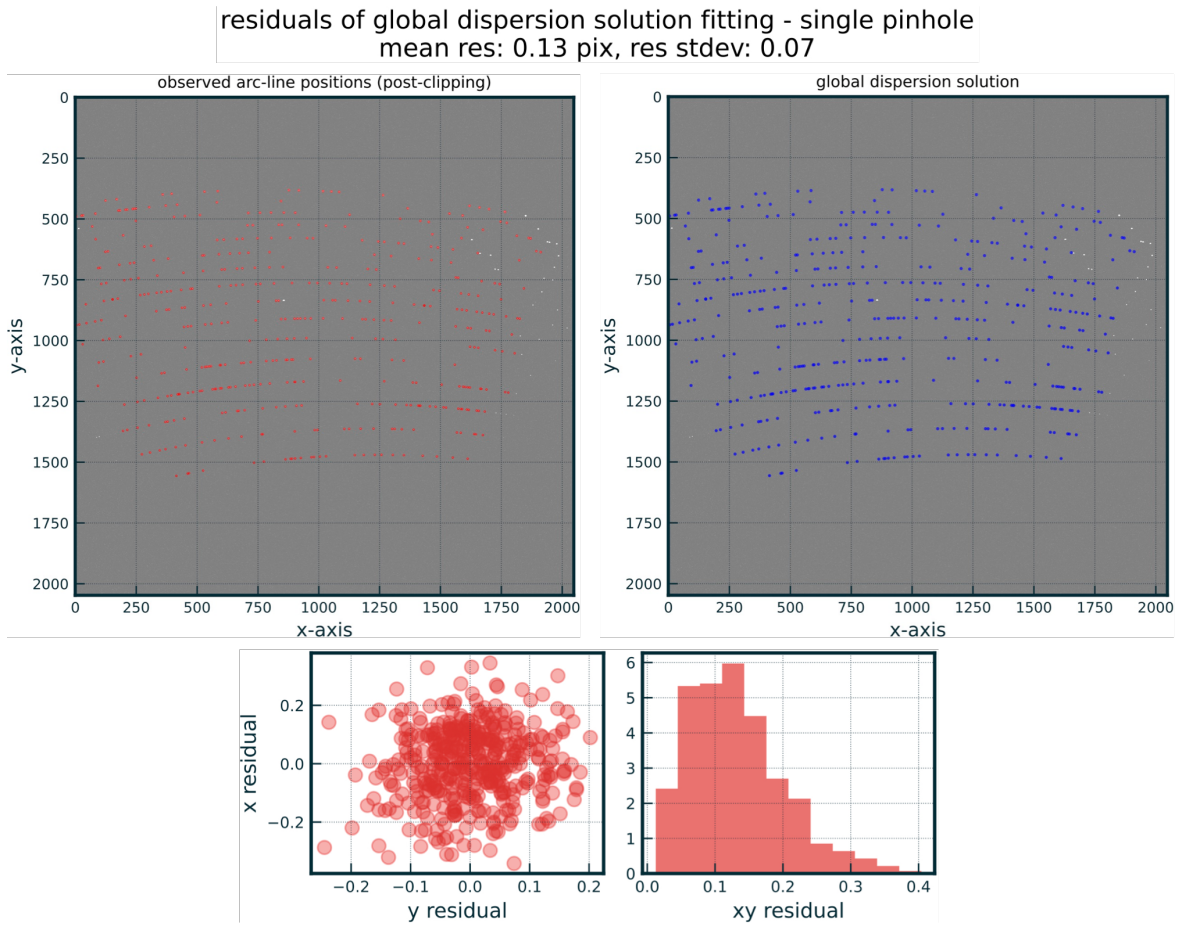 residuals of global dispersion solution fitting - single pinhole
mean res: 0.13 pix, res stdev: 0.07
observed arc-line positions (post-clipping)
0
250
500
750
1000
1250
1500
1750
2000
y-axis
0 250 500 750 1000 1250 1500 1750 2000
x-axis
global dispersion solution
0
250
500
750
1000
1250
1500
1750
2000
y-axis
0 250 500 750 1000 1250 1500 1750 2000
x-axis
0.2
0.0
−0.2
x residual
−0.2 −0.1 0.0 0.1 0.2
y residual
6
5
4
3
2
1
0
0.0 0.1 0.2 0.3 0.4
xy residual